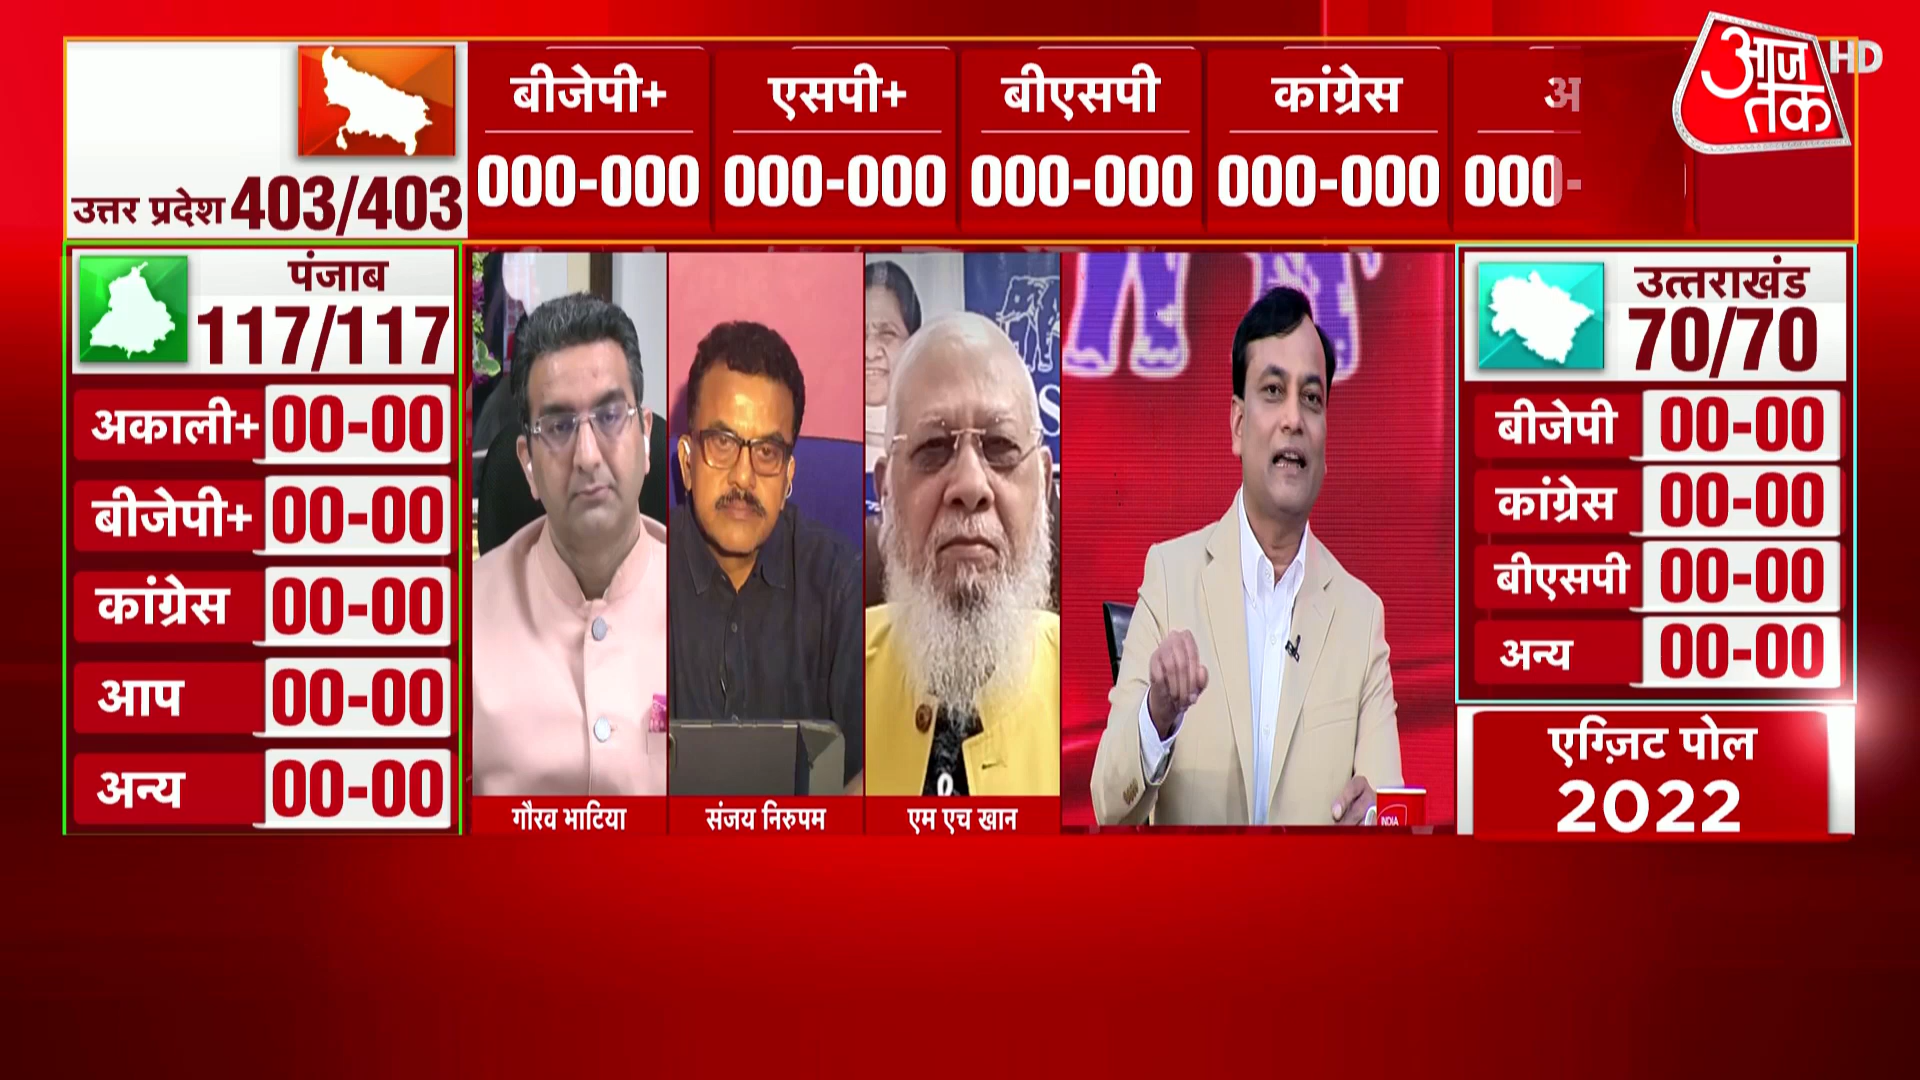 बीजेपी+ एसपी+ बीएसपी कांग्रेस
000-000 000-000 000-000 000-000 000-
उत्तर प्रदेश 403/403
आज तक HD
पंजाब
117/117
अकाली+ 00-00
बीजेपी+ 00-00
कांग्रेस 00-00
आप 00-00
अन्य 00-00
गौरव भाटिया संजय निरुपम एम एच खान
INDIA
उत्तराखंड
70/70
बीजेपी 00-00
कांग्रेस 00-00
बीएसपी 00-00
अन्य 00-00
एग्ज़िट पोल
2022